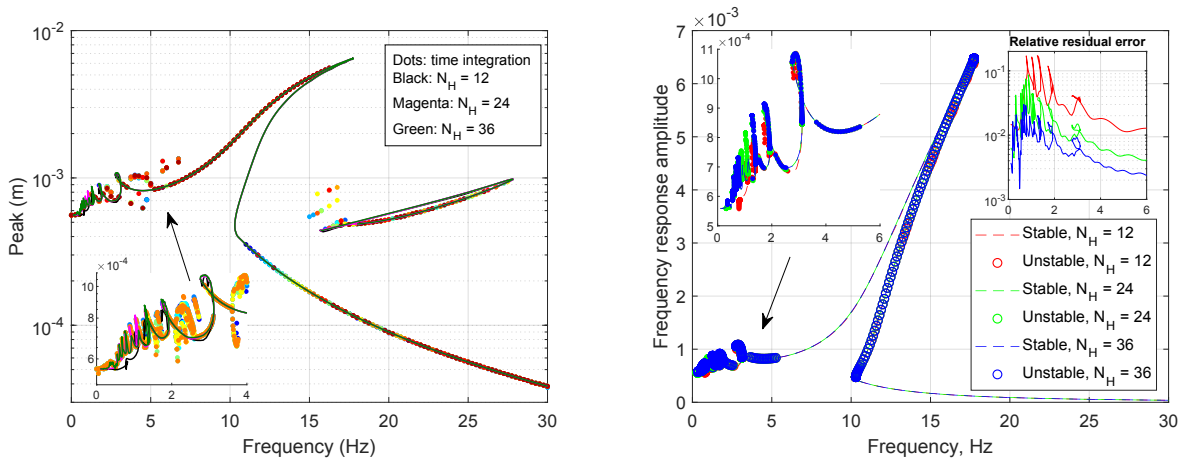 10^-2
10^-3
10^-4
Peak (m)
0 5 10 15 20 25 30
Frequency (Hz)
Dots: time integration
Black: N_H = 12
Magenta: N_H = 24
Green: N_H = 36
× 10^-4
10
8
6
0 2 4
×10^-3
7
6
5
4
3
2
1
0
Frequency response amplitude
0 5 10 15 20 25 30
Frequency, Hz
×10^-4
11
10
9
8
7
6
5
0 2 4 6
Relative residual error
10^-1
10^-2
10^-3
0 2 4 6
Stable, N_H = 12
Unstable, N_H = 12
Stable, N_H = 24
Unstable, N_H = 24
Stable, N_H = 36
Unstable, N_H = 36